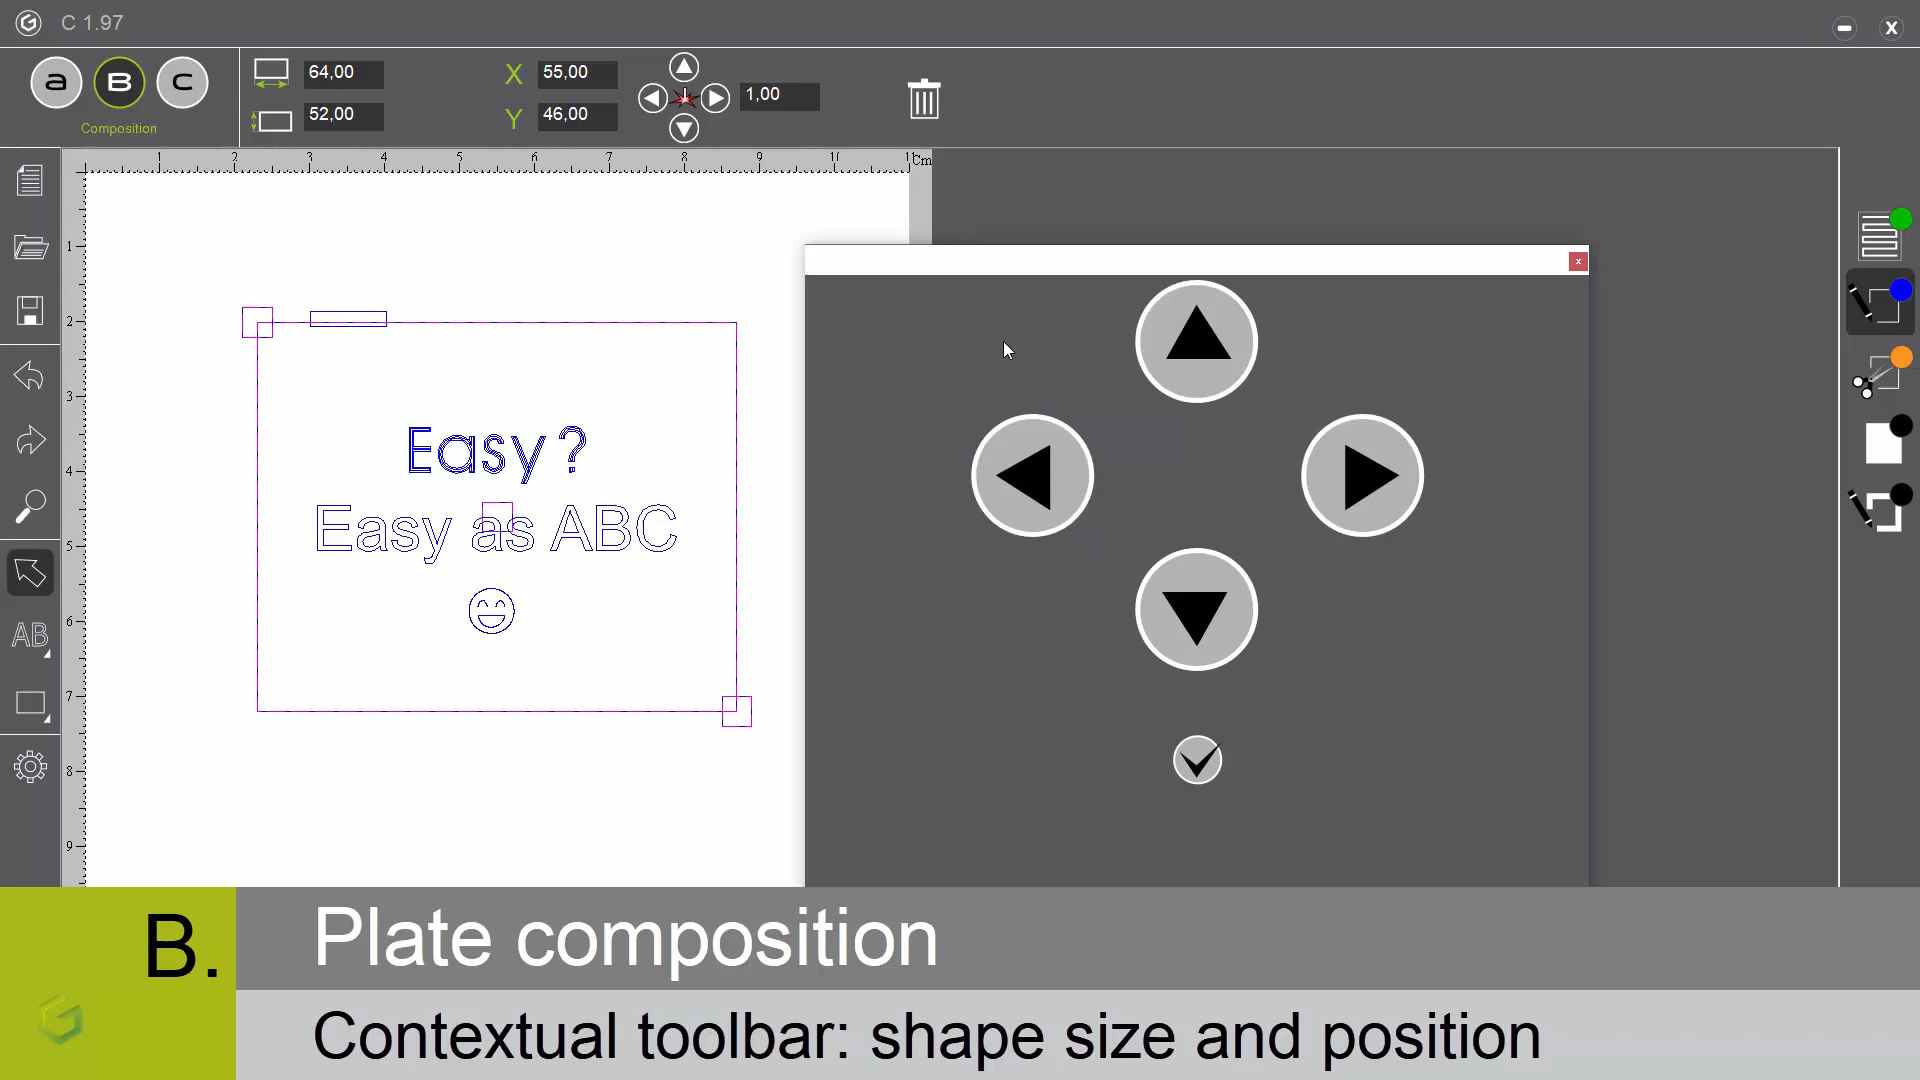 C 1.97
x
a B c
Composition
64,00
52,00
X 55,00
Y 46,00
1,00
1 2 3 4 5 6 7 8 9 10 11 Cm
1
2
3
4
5
6
7
8
9
Easy ?
Easy as ABC
AB
B.
Plate composition
Contextual toolbar: shape size and position